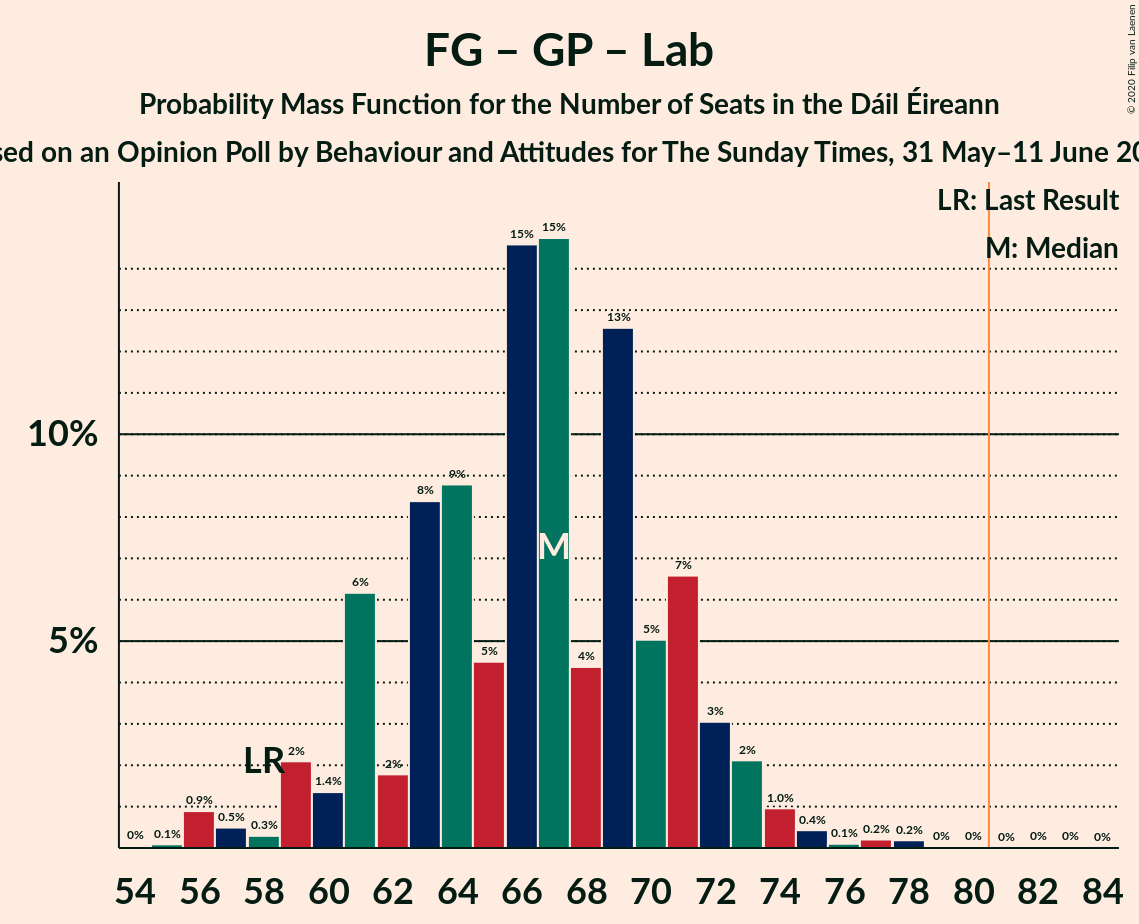 FG – GP – Lab
Probability Mass Function for the Number of Seats in the Dáil Éireann
sed on an Opinion Poll by Behaviour and Attitudes for The Sunday Times, 31 May–11 June 20
© 2020 Filip van Laenen
LR: Last Result
M: Median
15% 15%
13%
10%
9%
8%
M
7%
6%
5%
5%
5%
4%
3%
LR
2%
2%
2%
1.4%
0.9%
1.0%
0% 0.1% 0.5% 0.3% 0.4% 0.1% 0.2% 0.2% 0% 0% 0% 0% 0% 0%
54 56 58 60 62 64 66 68 70 72 74 76 78 80 82 84